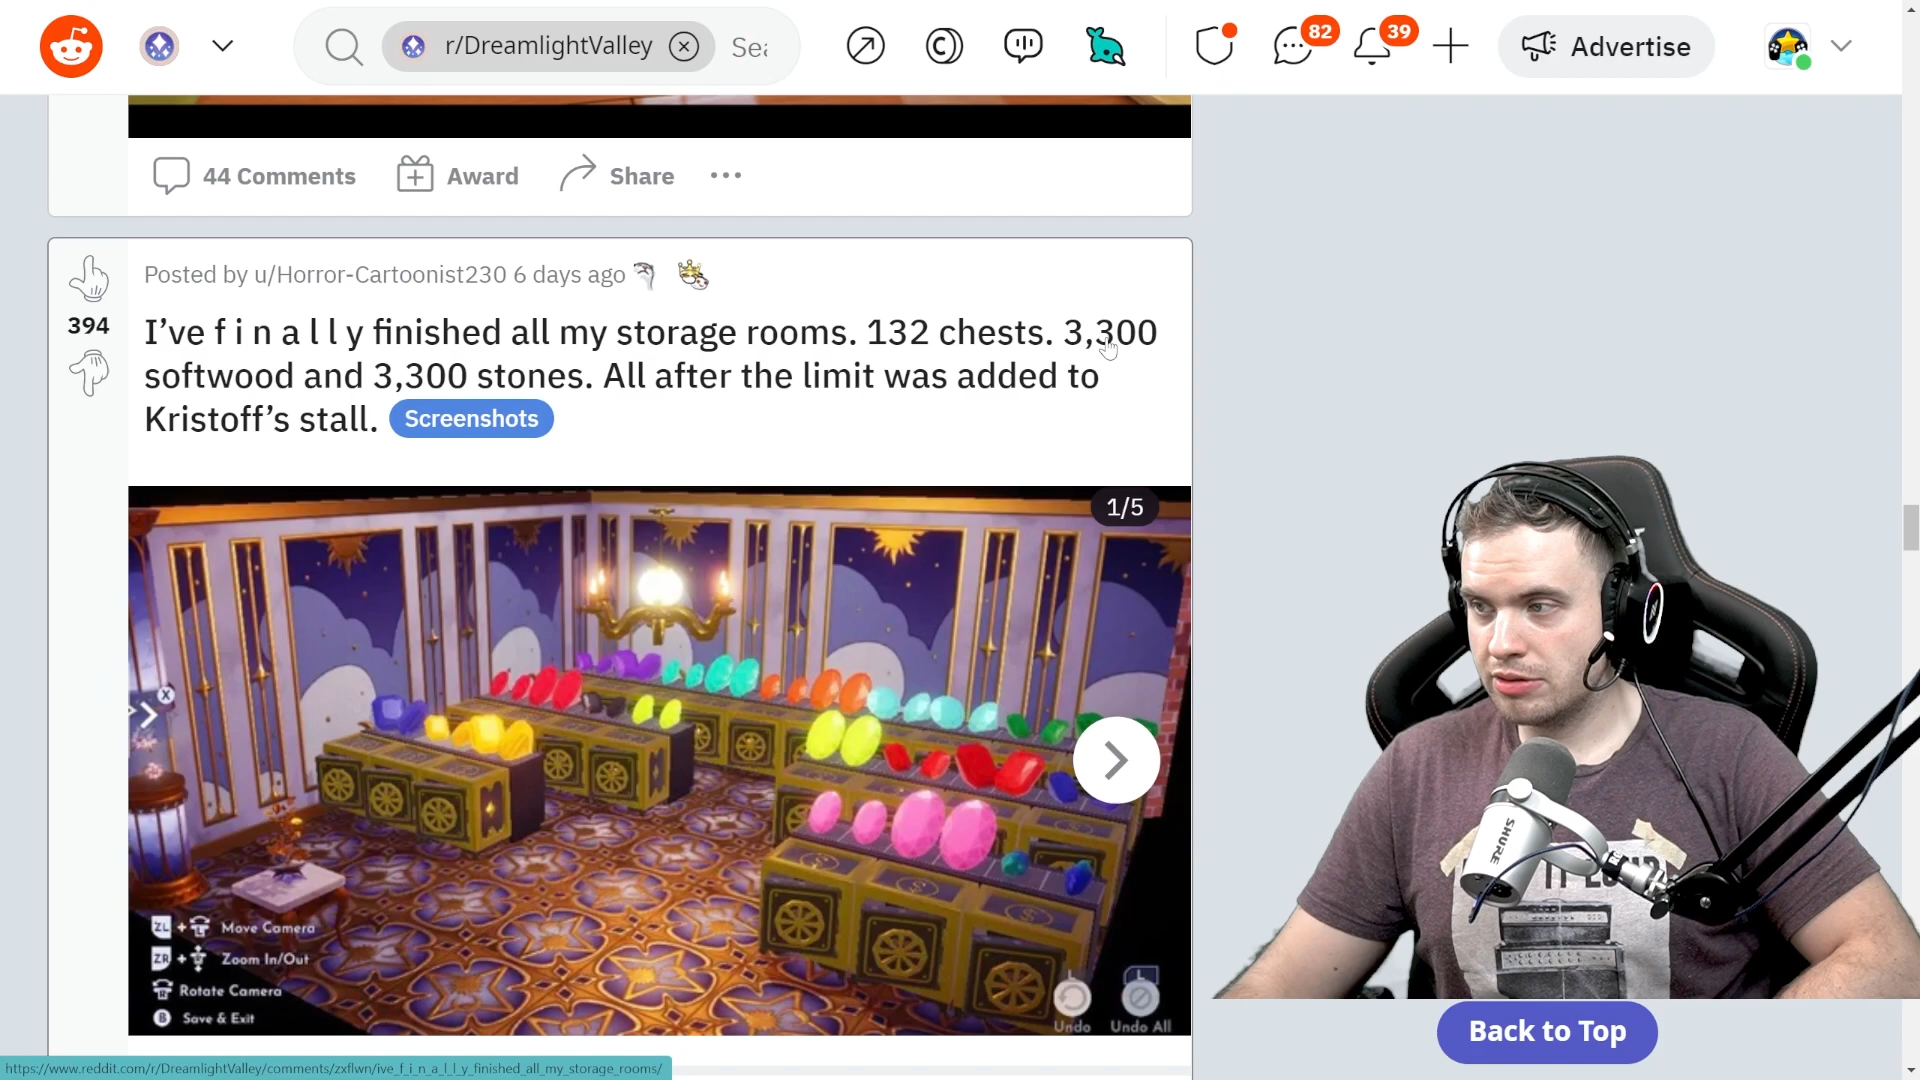 r/DreamlightValley
82
39
Advertise
44 Comments
Award
Share
Posted by u/Horror-Cartoonist230 6 days ago
394
I've f i n a l l y finished all my storage rooms. 132 chests. 3,300
softwood and 3,300 stones. All after the limit was added to
Kristoff's stall.
Screenshots
1/5
X
ZL + L Move Camera
ZR + Zoom In/Out
R Rotate Camera
B Save & Exit
L
Undo
L
Undo All
SHURE
Back to Top
https://www.reddit.com/r/DreamlightValley/comments/zxflwn/ive_f_i_n_a_l_l_y_finished_all_my_storage_rooms/